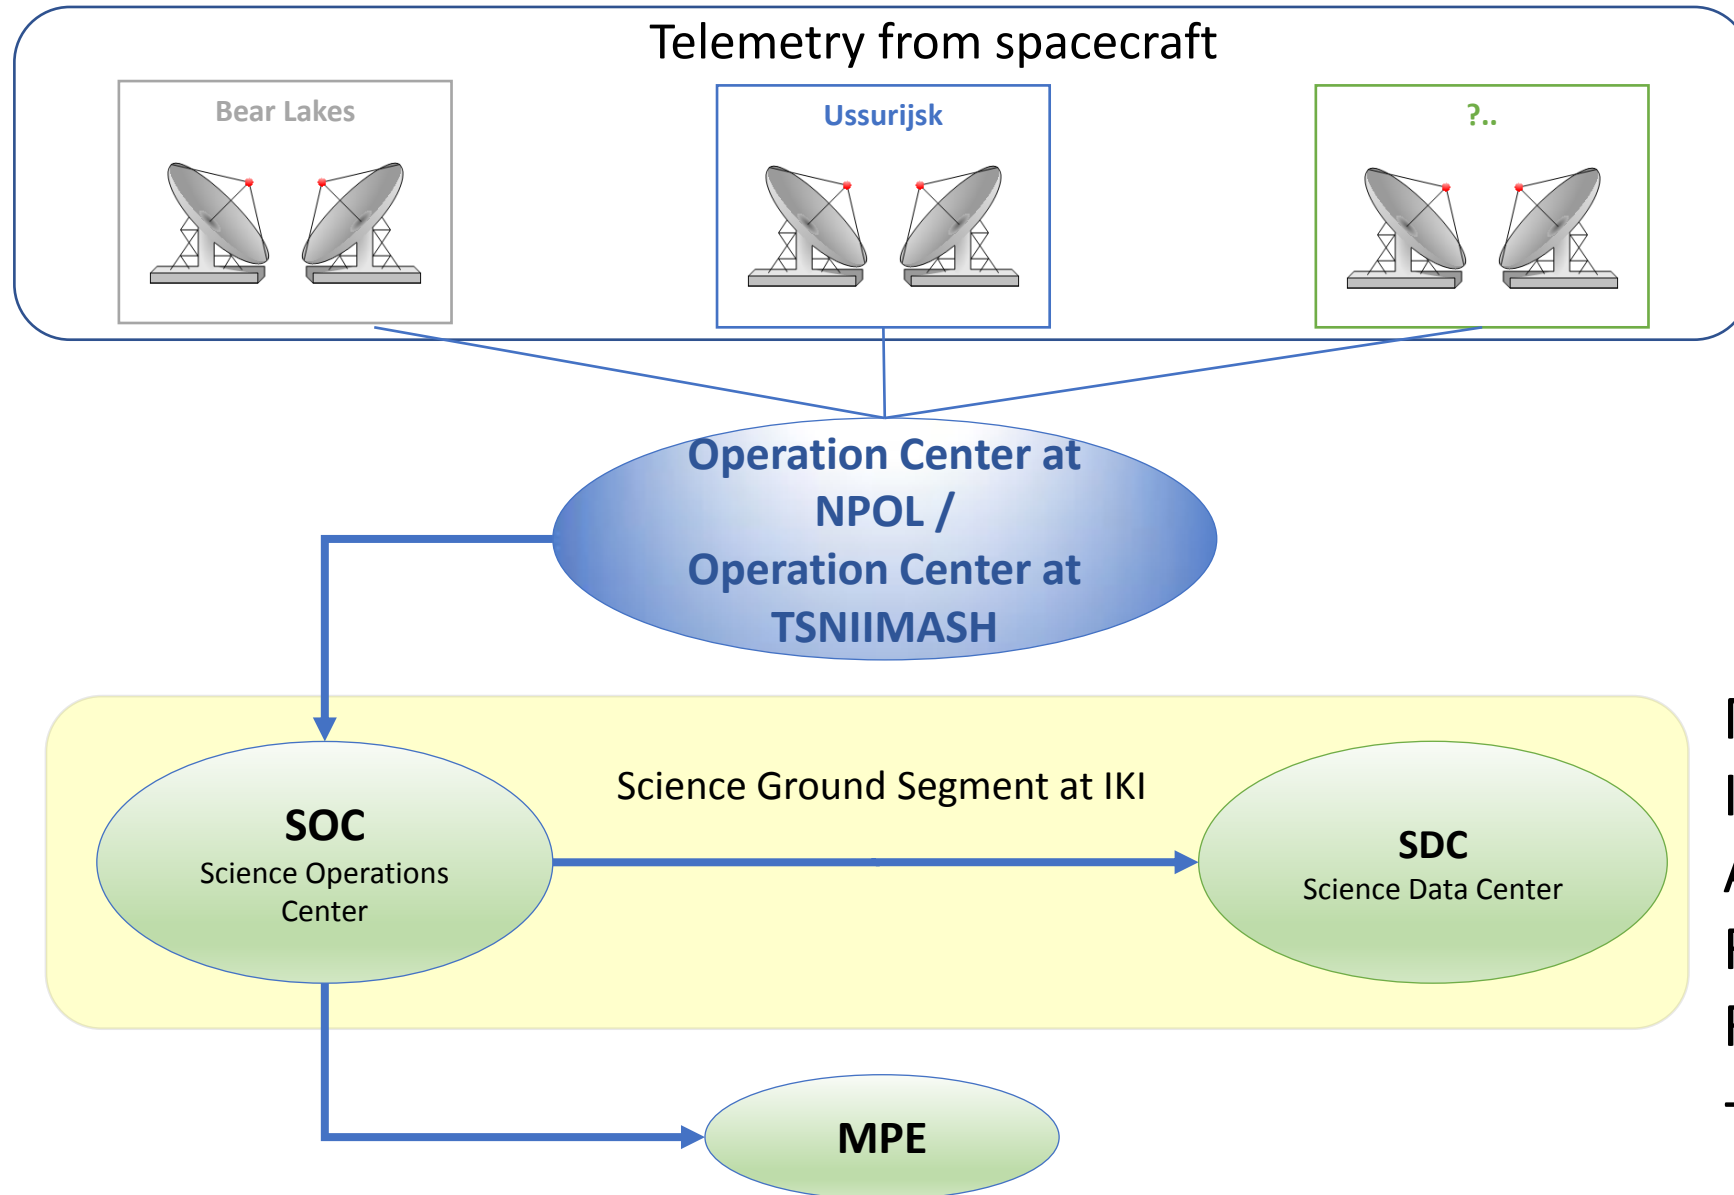 Telemetry from spacecraft
Bear Lakes
Ussurijsk
?..
Operation Center at
NPOL /
Operation Center at
TSNIIMASH
Science Ground Segment at IKI
SOC
Science Operations
Center
SDC
Science Data Center
MPE